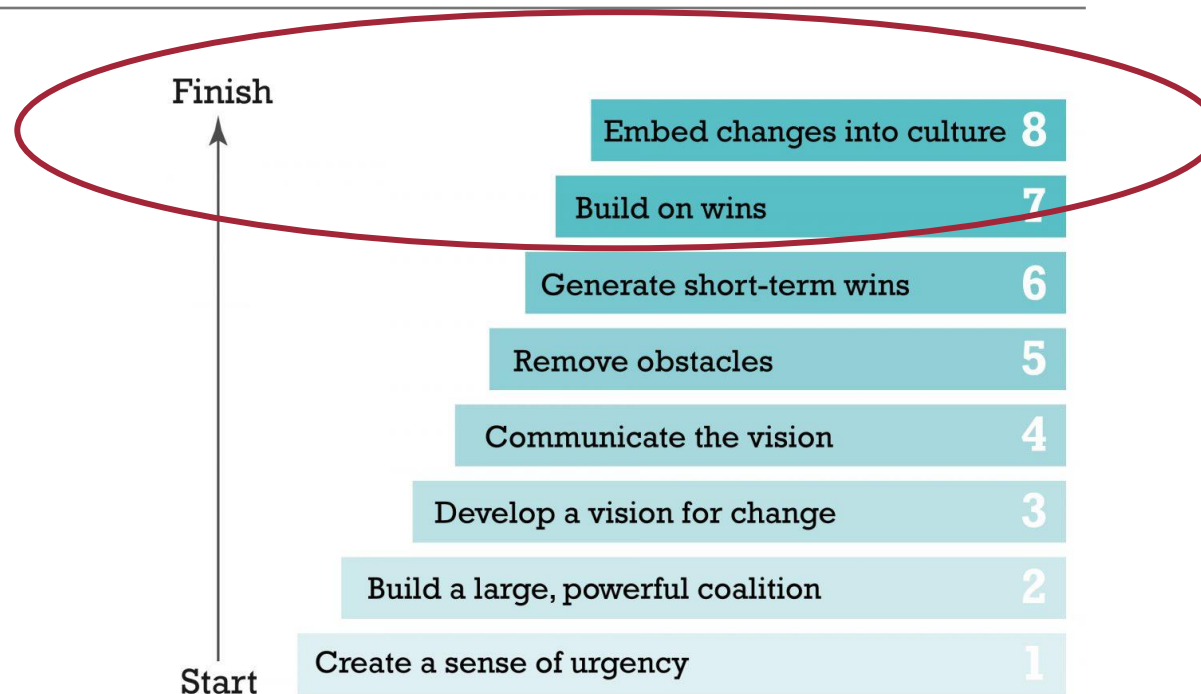 Finish
Embed changes into culture 8
Build on wins 7
Generate short-term wins 6
Remove obstacles 5
Communicate the vision 4
Develop a vision for change 3
Build a large, powerful coalition 2
Create a sense of urgency 1
Start